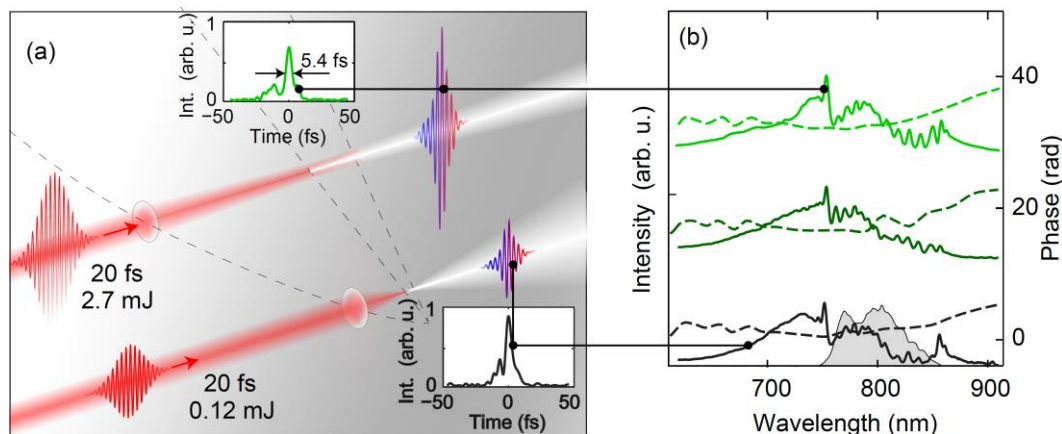 (a)
Int. (arb. u.)
1
0
5.4 fs
−50
0
50
Time (fs)
20 fs
2.7 mJ
20 fs
0.12 mJ
Int. (arb. u.)
1
0
−50
0
50
Time (fs)
(b)
Intensity (arb. u.)
40
20
0
Phase (rad)
700
800
900
Wavelength (nm)